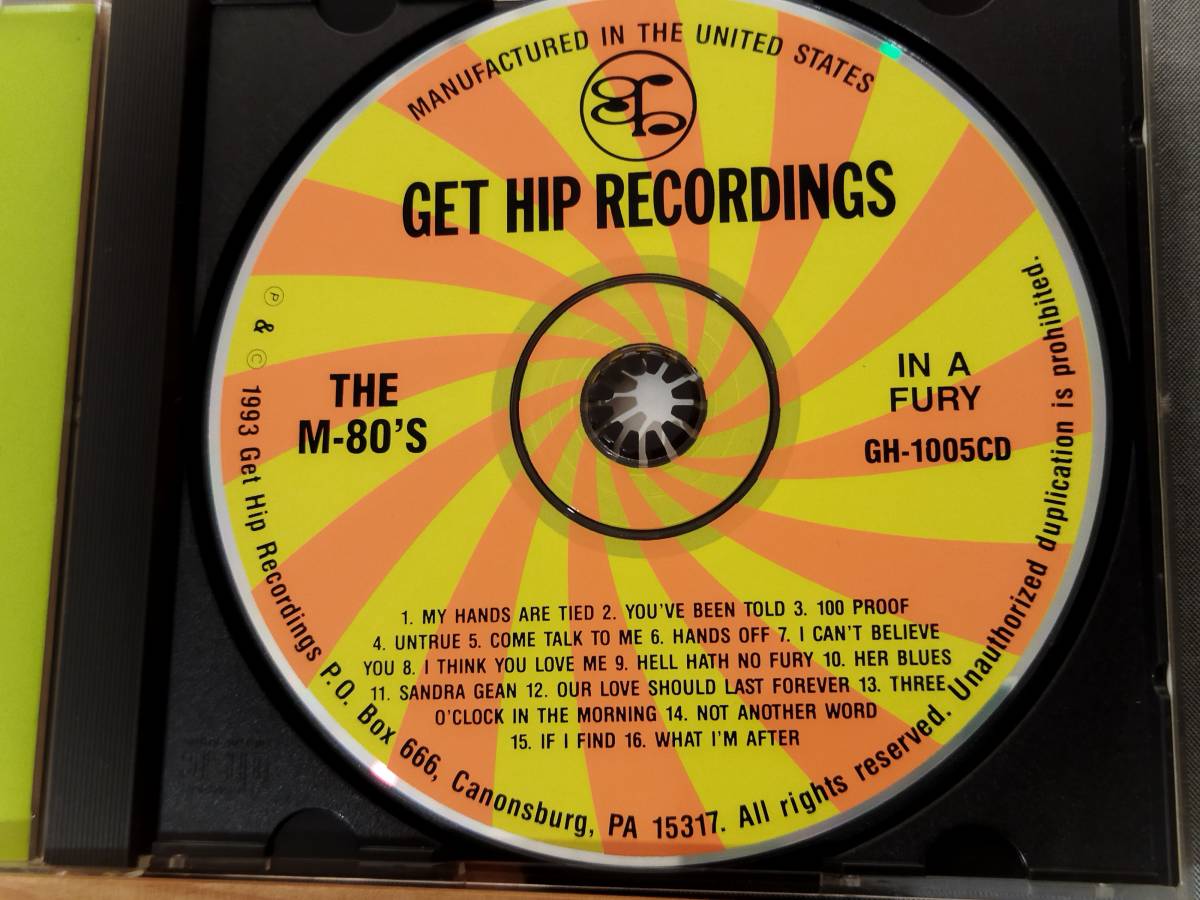 MANUFACTURED IN THE UNITED STATES
GET HIP RECORDINGS
THE
M-80'S
IN A
FURY
GH-1005CD
1. MY HANDS ARE TIED 2. YOU'VE BEEN TOLD 3. 100 PROOF
4. UNTRUE 5. COME TALK TO ME 6. HANDS OFF 7. I CAN'T BELIEVE
YOU 8. I THINK YOU LOVE ME 9. HELL HATH NO FURY 10. HER BLUES
11. SANDRA GEAN 12. OUR LOVE SHOULD LAST FOREVER 13. THREE
O'CLOCK IN THE MORNING 14. NOT ANOTHER WORD
15. IF I FIND 16. WHAT I'M AFTER
℗ & © 1993 Get Hip Recordings P.O. Box 666, Canonsburg, PA 15317. All rights reserved. Unauthorized duplication is prohibited.